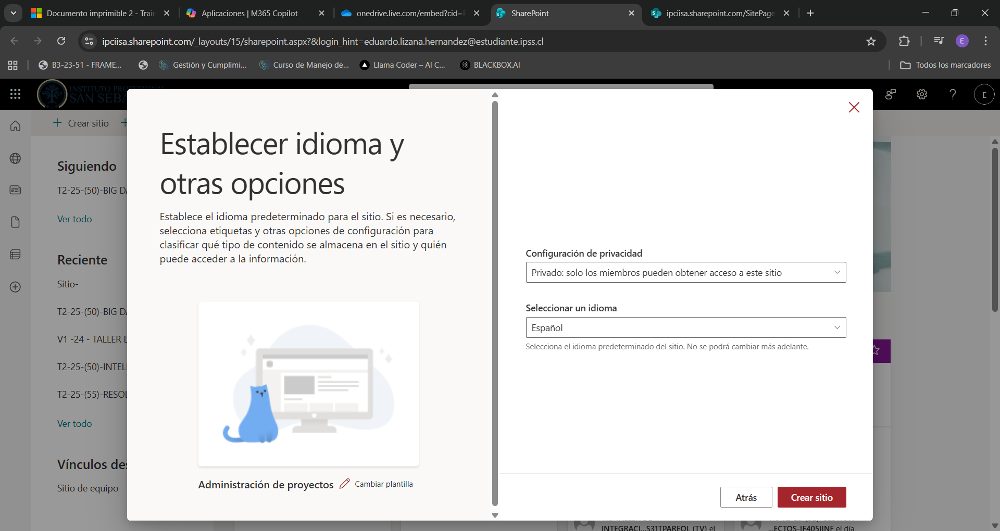 Documento imprimible 2 - Train
Aplicaciones | M365 Copilot
onedrive.live.com/embed?cid=
SharePoint
ipciisa.sharepoint.com/SitePage
ipciisa.sharepoint.com/_layouts/15/sharepoint.aspx?&login_hint=eduardo.lizana.hernandez@estudiante.ipss.cl
E
B3-23-51 - FRAME...
Gestión y Cumplimi...
Curso de Manejo de...
Llama Coder – AI C...
BLACKBOX.AI
Todos los marcadores
INSTITUTO PROFESIONAL
SAN SEBA
E
Crear sitio
Siguiendo
T2-25-(50)-BIG DA
Ver todo
Reciente
Sitio-
T2-25-(50)-BIG DA
V1 -24 - TALLER D
T2-25-(50)-INTEL
T2-25-(55)-RESOL
Ver todo
Vínculos des
Sitio de equipo
Establecer idioma y
otras opciones
Establece el idioma predeterminado para el sitio. Si es necesario,
selecciona etiquetas y otras opciones de configuración para
clasificar qué tipo de contenido se almacena en el sitio y quién
puede acceder a la información.
Administración de proyectos
Cambiar plantilla
Configuración de privacidad
Privado: solo los miembros pueden obtener acceso a este sitio
Seleccionar un idioma
Español
Selecciona el idioma predeterminado del sitio. No se podrá cambiar más adelante.
Atrás
Crear sitio
INTEGRACI...S31TPARFOL (TV) el
...ECTOS-IF405IINF el día